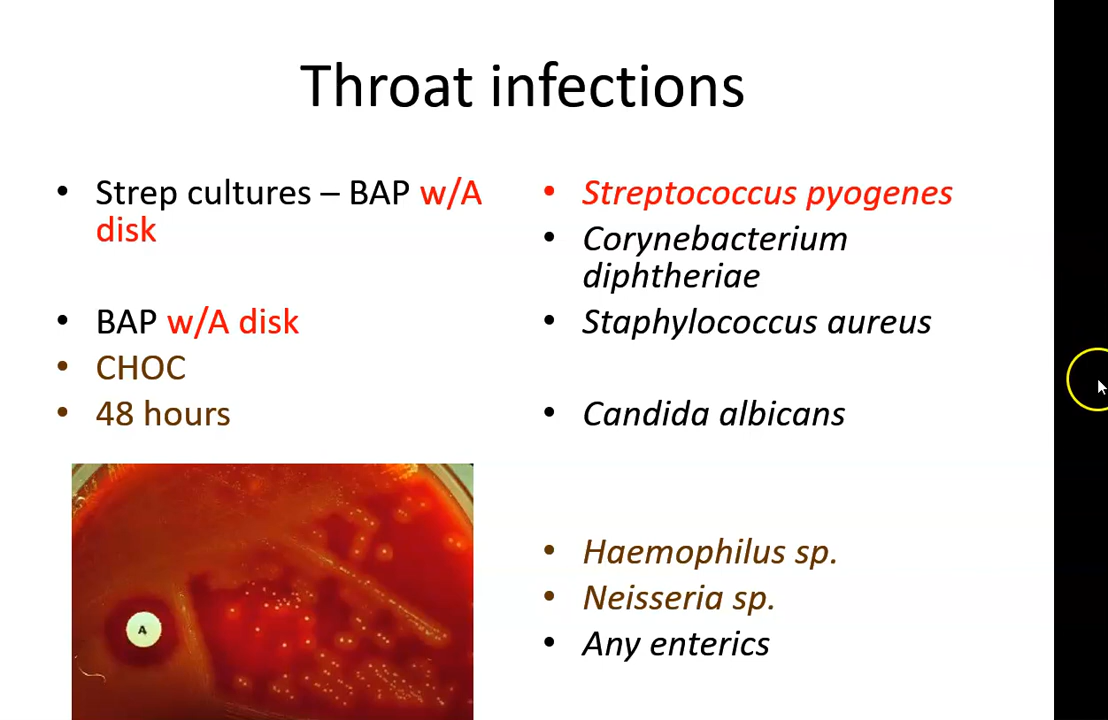 Throat infections
• Strep cultures – BAP w/A
disk
• BAP w/A disk
• CHOC
• 48 hours
A
• Streptococcus pyogenes
• Corynebacterium
diphtheriae
• Staphylococcus aureus
• Candida albicans
• Haemophilus sp.
• Neisseria sp.
• Any enterics